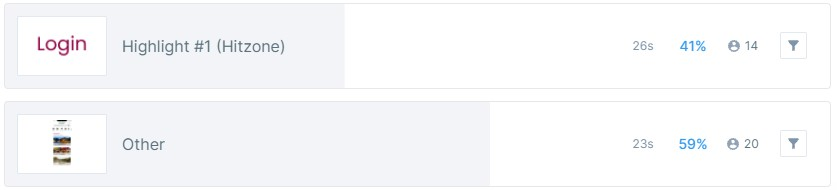 Login Highlight #1 (Hitzone) 26s 41% 14
Other 23s 59% 20